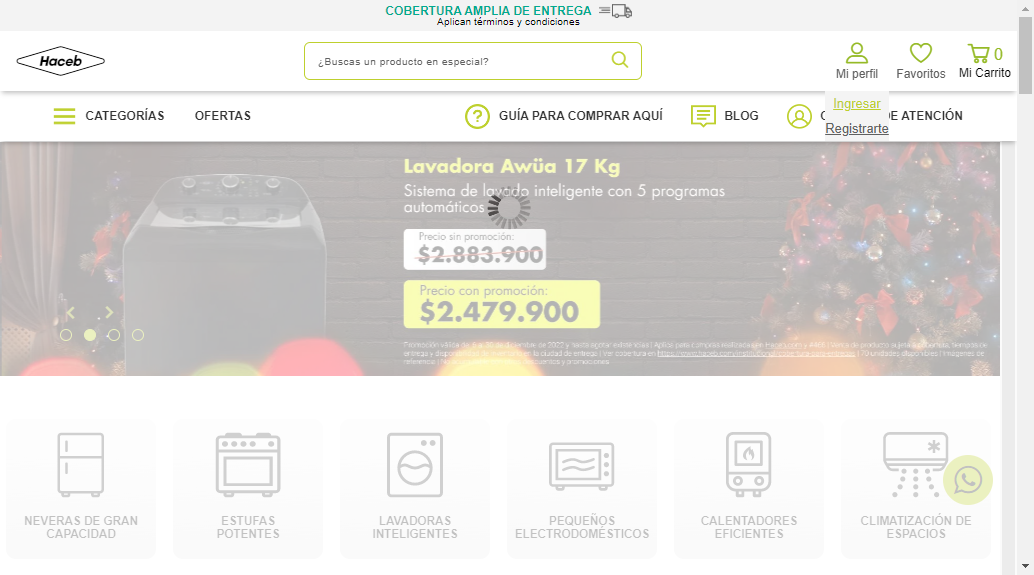 COBERTURA AMPLIA DE ENTREGA
Aplican términos y condiciones
Haceb
¿Buscas un producto en especial?
Mi perfil
Favoritos
0
Mi Carrito
Ingresar
Registrarte
CATEGORÍAS
OFERTAS
GUÍA PARA COMPRAR AQUÍ
BLOG
DE ATENCIÓN
Lavadora Awüa 17 Kg
Sistema de lavado inteligente con 5 programas
automáticos
Precio sin promoción:
$2.883.900
Precio con promoción:
$2.479.900
NEVERAS DE GRAN
CAPACIDAD
ESTUFAS
POTENTES
LAVADORAS
INTELIGENTES
PEQUEÑOS
ELECTRODOMÉSTICOS
CALENTADORES
EFICIENTES
CLIMATIZACIÓN DE
ESPACIOS